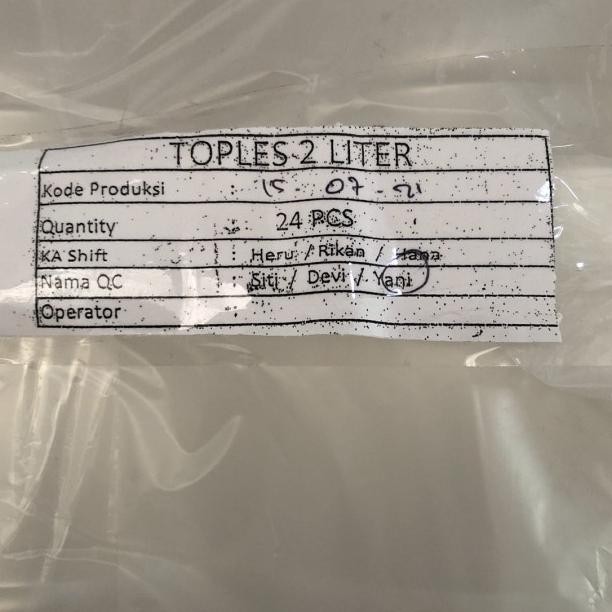 TOPLES 2 LITER
Kode Produksi : 15 - 07 - 21
Quantity : 24 PCS
KA Shift : Heru / Rikan / Hana
Nama QC : Siti / Devi / Yani
Operator